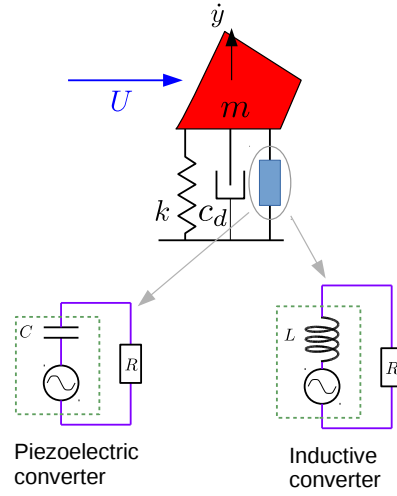 ẏ
U
m
k
c_d
C
R
L
R
Piezoelectric
converter
Inductive
converter